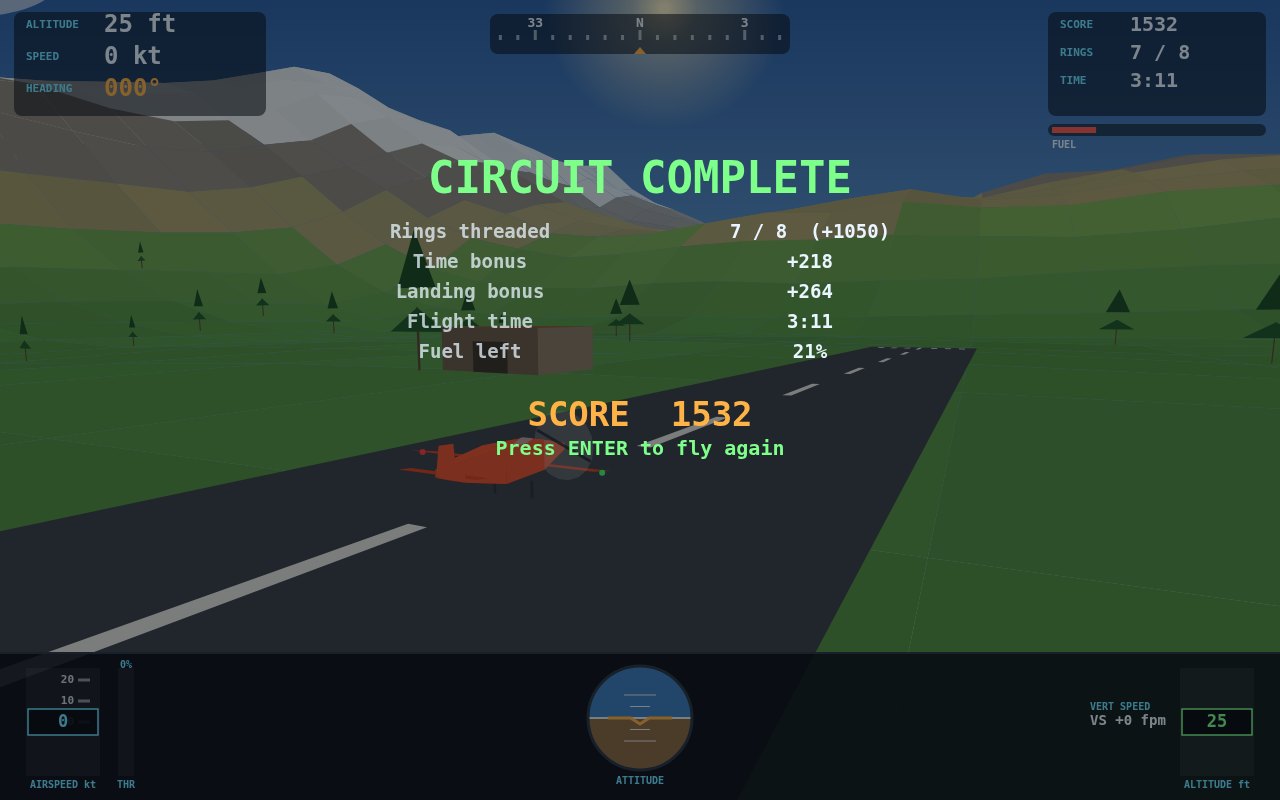 ALTITUDE 25 ft
SPEED 0 kt
HEADING 000°
33 N 3
SCORE 1532
RINGS 7 / 8
TIME 3:11
FUEL
CIRCUIT COMPLETE
Rings threaded 7 / 8 (+1050)
Time bonus +218
Landing bonus +264
Flight time 3:11
Fuel left 21%
SCORE 1532
Press ENTER to fly again
0%
20
10
0
AIRSPEED kt
THR
ATTITUDE
VERT SPEED
VS +0 fpm
25
ALTITUDE ft